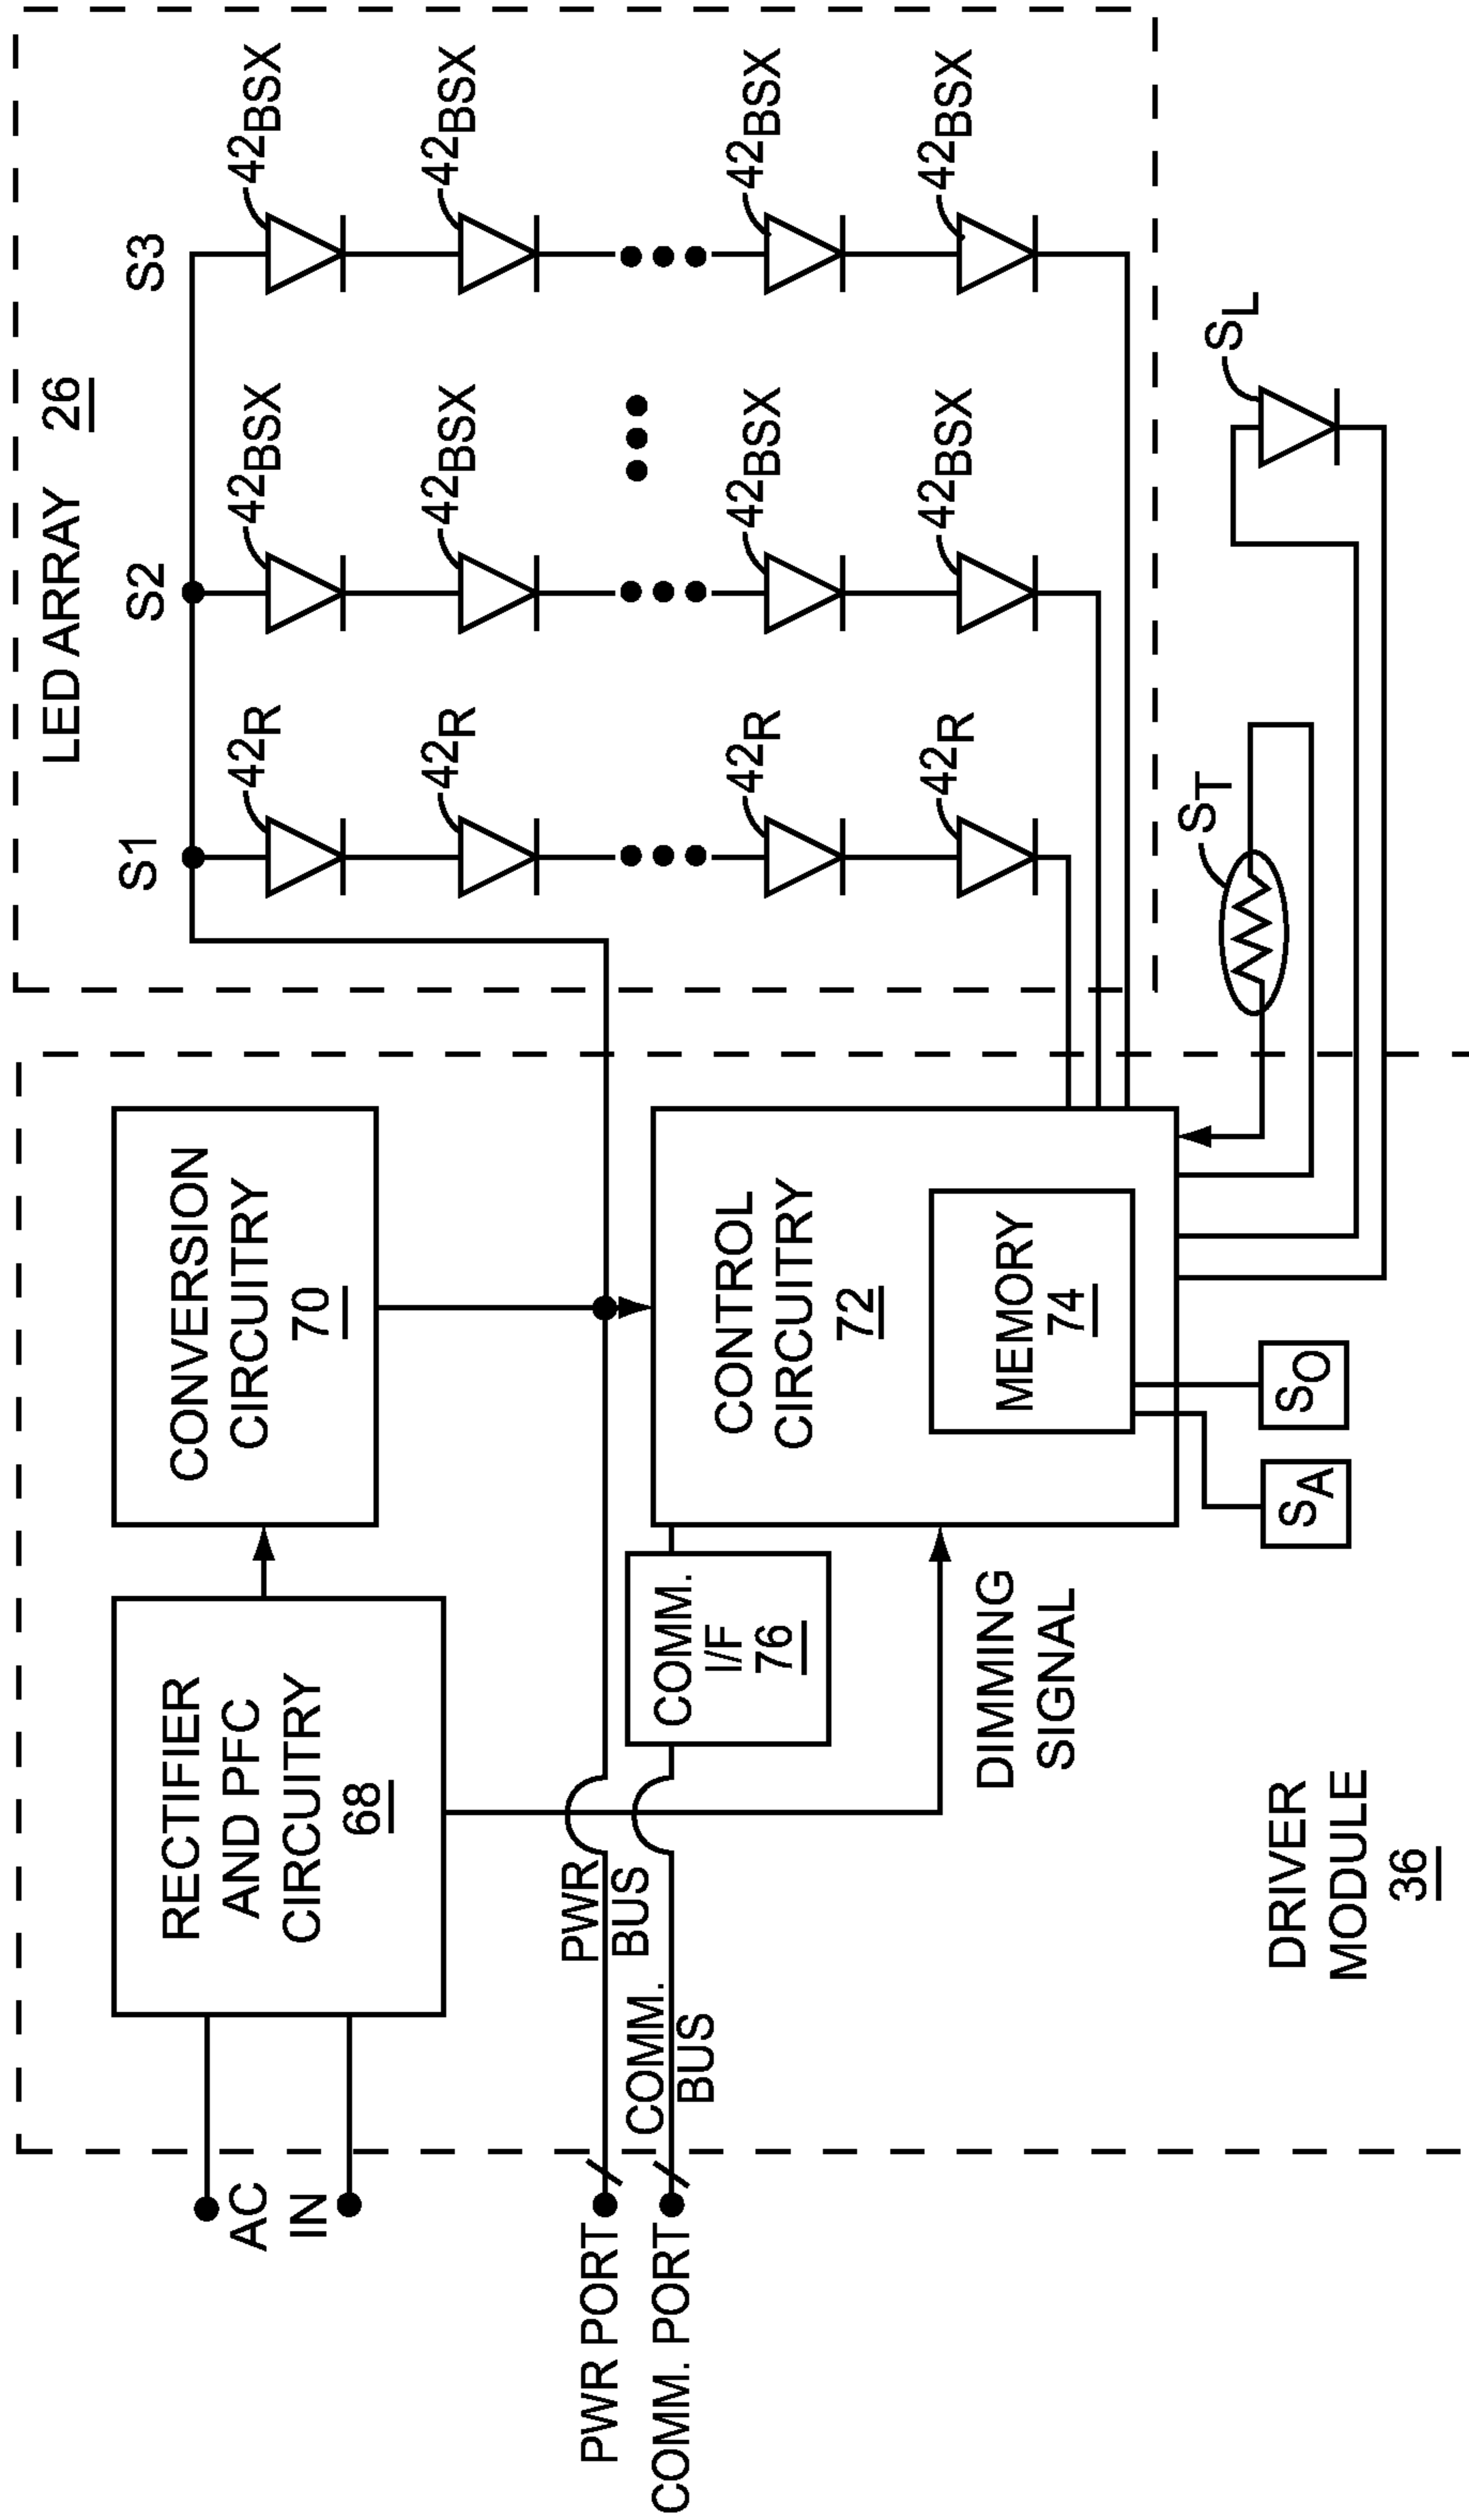 LED ARRAY 26
S1
S2
S3
42R
42BSX
42BSX
42R
42BSX
42BSX
42R
42BSX
42BSX
42R
42BSX
42BSX
ST
SL
AC
IN
RECTIFIER
AND PFC
CIRCUITRY
68
CONVERSION
CIRCUITRY
70
PWR PORT
PWR
BUS
COMM. PORT
COMM.
BUS
COMM.
I/F
76
CONTROL
CIRCUITRY
72
MEMORY
74
DIMMING
SIGNAL
SA
SO
DRIVER
MODULE
36